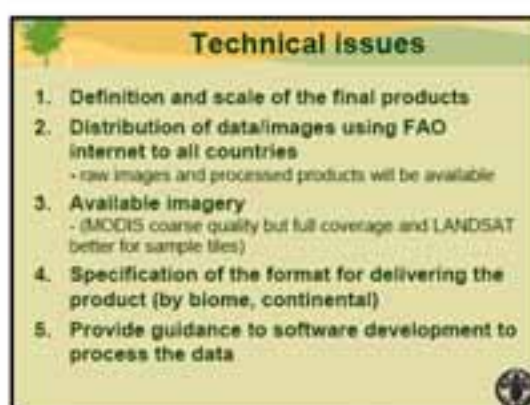 Technical issues
1. Definition and scale of the final products
2. Distribution of data/images using FAO
internet to all countries
- raw images and processed products will be available
3. Available imagery
- (MODIS coarse quality but full coverage and LANDSAT
better for sample tiles)
4. Specification of the format for delivering the
product (by biome, continental)
5. Provide guidance to software development to
process the data